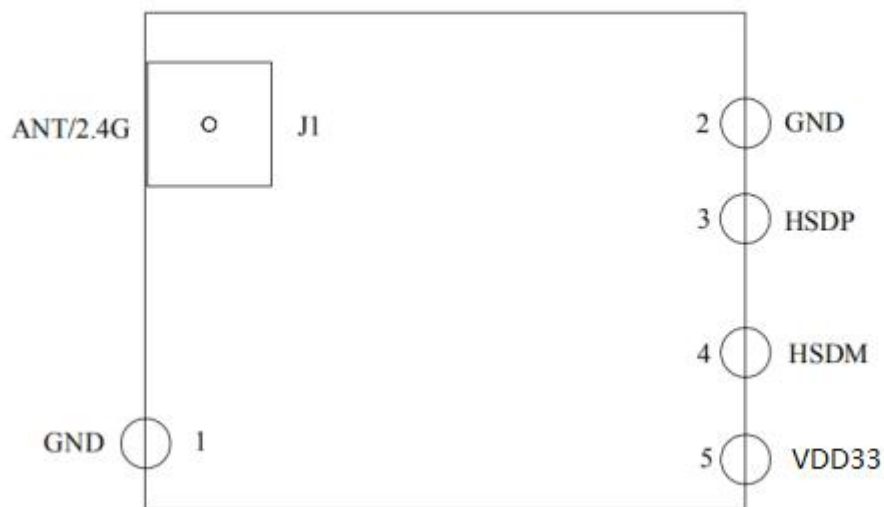 ANT/2.4G
J1
2
GND
3
HSDP
4
HSDM
GND
1
5
VDD33